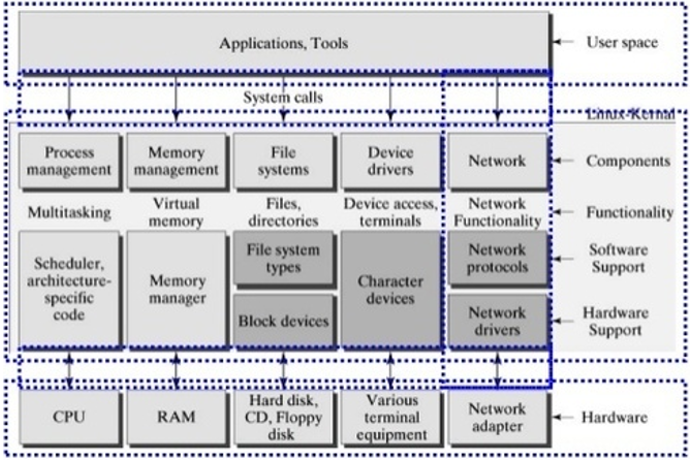 Applications, Tools
User space
System calls
Linux-Kernal
Process
management
Memory
management
File
systems
Device
drivers
Network
Components
Multitasking
Virtual
memory
Files,
directories
Device access,
terminals
Network
Functionality
Functionality
Scheduler,
architecture-
specific
code
Memory
manager
File system
types
Block devices
Character
devices
Network
protocols
Network
drivers
Software
Support
Hardware
Support
CPU
RAM
Hard disk,
CD, Floppy
disk
Various
terminal
equipment
Network
adapter
Hardware